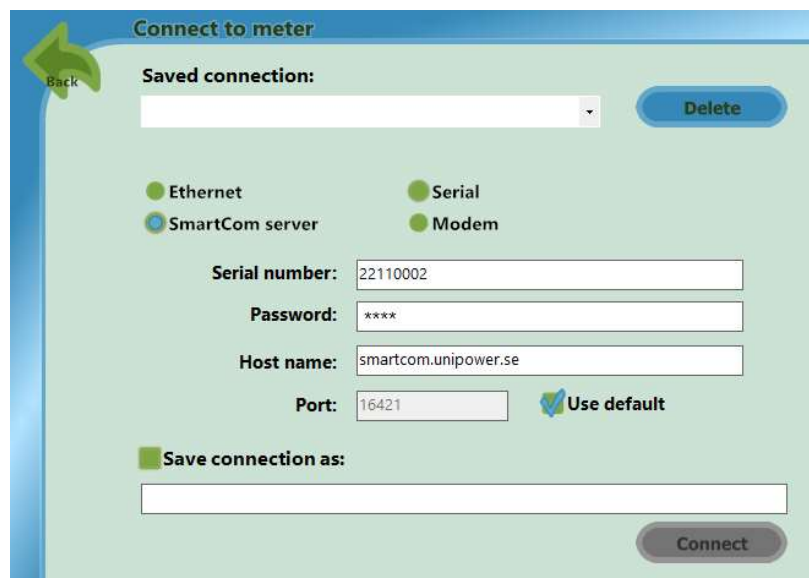 Connect to meter
Back
Saved connection:
Delete
Ethernet
Serial
SmartCom server
Modem
Serial number: 22110002
Password: ****
Host name: smartcom.unipower.se
Port: 16421 Use default
Save connection as:
Connect